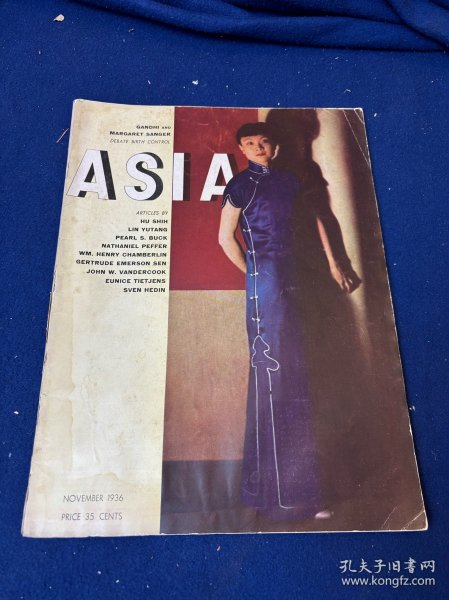 GANDHI AND
MARGARET SANGER
DEBATE BIRTH CONTROL
ASIA
ARTICLES BY
HU SHIH
LIN YUTANG
PEARL S. BUCK
NATHANIEL PEFFER
WM. HENRY CHAMBERLIN
GERTRUDE EMERSON SEN
JOHN W. VANDERCOOK
EUNICE TIETJENS
SVEN HEDIN
NOVEMBER 1936
PRICE 35 CENTS
孔夫子旧书网
www.kongfz.com